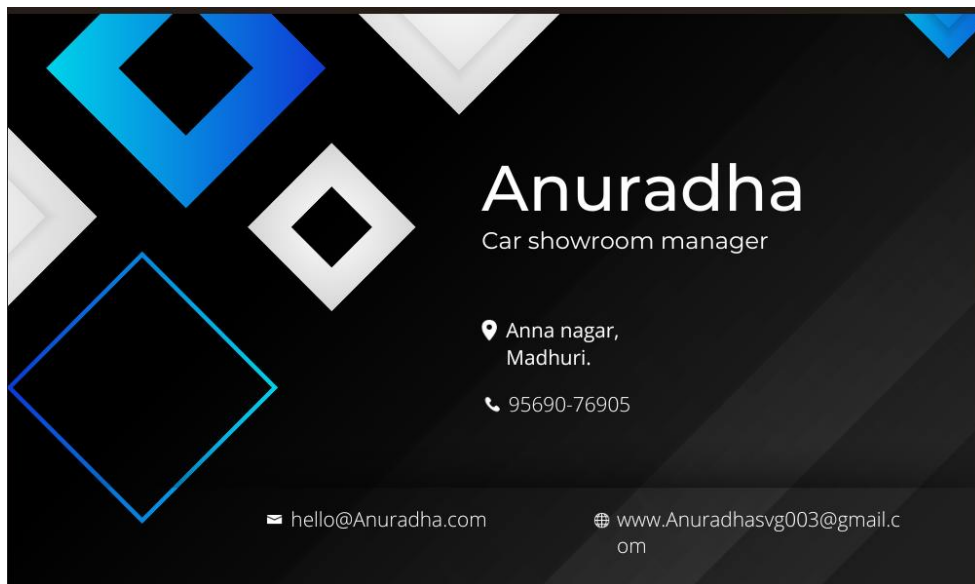 Anuradha
Car showroom manager
Anna nagar,
Madhuri.
95690-76905
hello@Anuradha.com
www.Anuradhasvg003@gmail.c
om